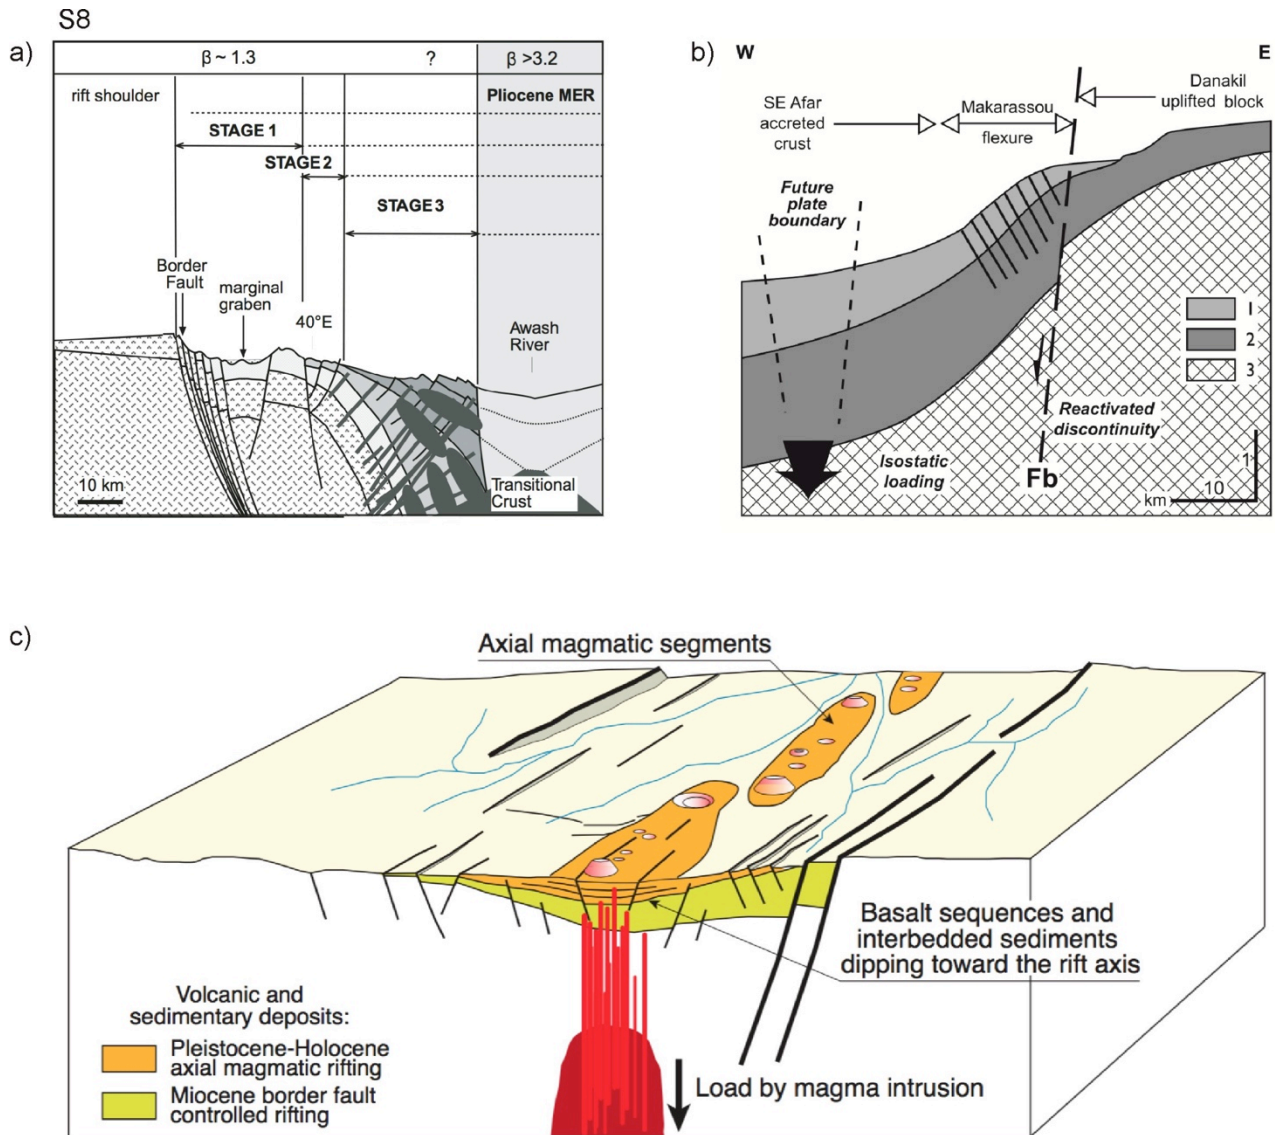 S8
a)
β ~ 1.3
?
β >3.2
rift shoulder
Pliocene MER
STAGE 1
STAGE 2
STAGE 3
Border
Fault
marginal
graben
40°E
Awash
River
10 km
Transitional
Crust
b)
W
E
SE Afar
accreted
crust
Makarassou
flexure
Danakil
uplifted block
Future
plate
boundary
1
2
3
Reactivated
discontinuity
Isostatic
loading
Fb
km
10
1
c)
Axial magmatic segments
Basalt sequences and
interbedded sediments
dipping toward the rift axis
Volcanic and
sedimentary deposits:
Pleistocene-Holocene
axial magmatic rifting
Miocene border fault
controlled rifting
Load by magma intrusion